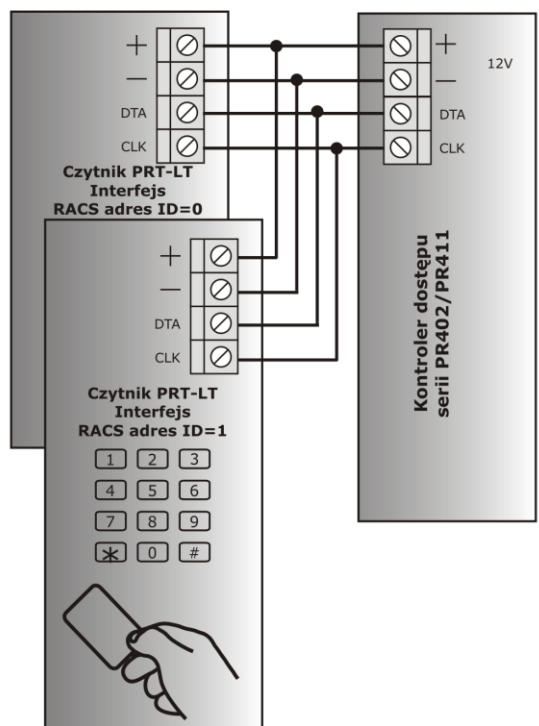 +
—
DTA
CLK
Czytnik PRT-LT
Interfejs
RACS adres ID=0
+
—
DTA
CLK
12V
Kontroler dostępu
serii PR402/PR411
+
—
DTA
CLK
Czytnik PRT-LT
Interfejs
RACS adres ID=1
1 2 3
4 5 6
7 8 9
* 0 #